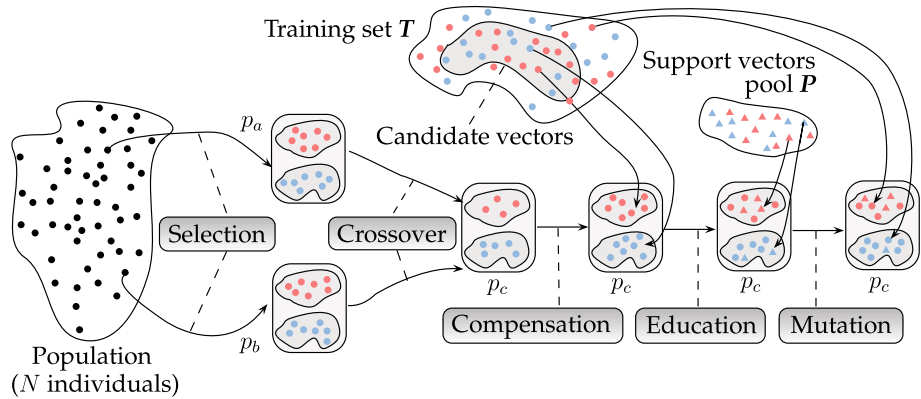 Training set T
Support vectors
pool P
Candidate vectors
p_a
Selection
Crossover
p_b
p_c
p_c
p_c
p_c
Compensation
Education
Mutation
Population
(N individuals)